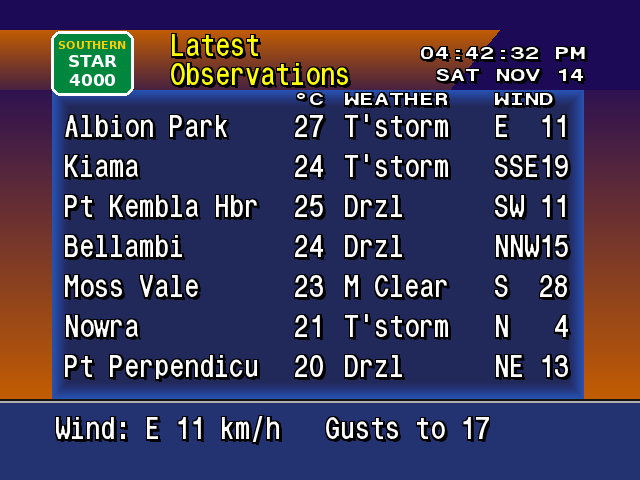 SOUTHERN
STAR
4000
Latest
Observations
04:42:32 PM
SAT NOV 14
°C WEATHER WIND
Albion Park 27 T'storm E 11
Kiama 24 T'storm SSE19
Pt Kembla Hbr 25 Drzl SW 11
Bellambi 24 Drzl NNW15
Moss Vale 23 M Clear S 28
Nowra 21 T'storm N 4
Pt Perpendicu 20 Drzl NE 13
Wind: E 11 km/h Gusts to 17